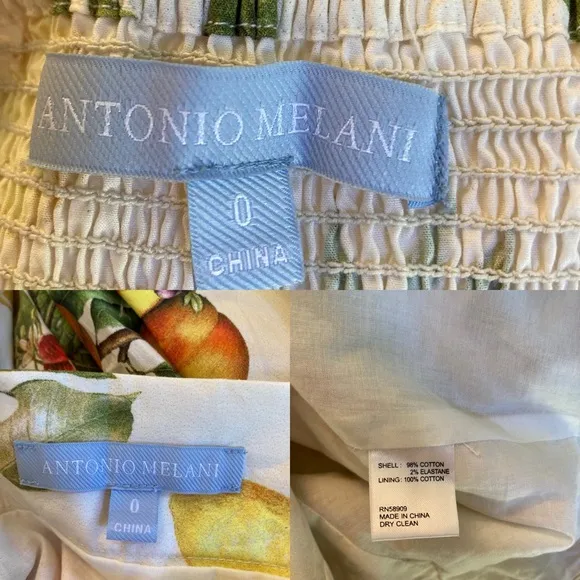 ANTONIO MELANI
0
CHINA
ANTONIO MELANI
0
CHINA
SHELL : 98% COTTON
2% ELASTANE
LINING: 100% COTTON
RN58909
MADE IN CHINA
DRY CLEAN